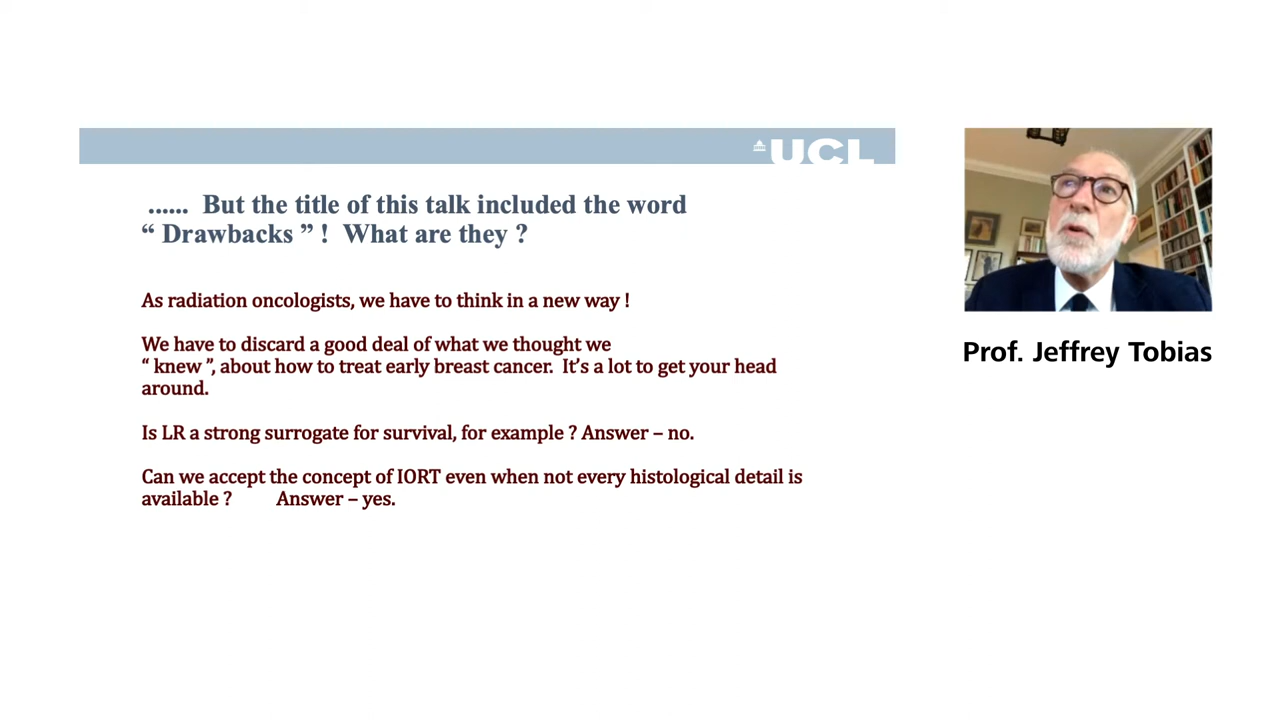 UCL
...... But the title of this talk included the word
“ Drawbacks ” ! What are they ?
As radiation oncologists, we have to think in a new way !
We have to discard a good deal of what we thought we
“ knew ”, about how to treat early breast cancer. It’s a lot to get your head
around.
Is LR a strong surrogate for survival, for example ? Answer – no.
Can we accept the concept of IORT even when not every histological detail is
available ? Answer – yes.
Prof. Jeffrey Tobias